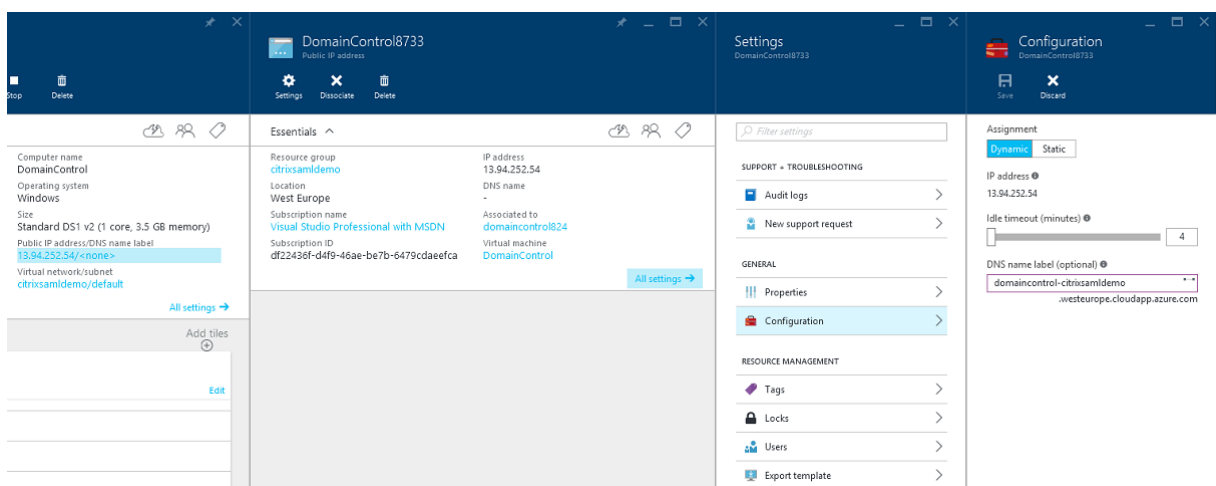 Stop
Delete
Computer name
DomainControl
Operating system
Windows
Size
Standard DS1 v2 (1 core, 3.5 GB memory)
Public IP address/DNS name label
13.94.252.54/<none>
Virtual network/subnet
citrixsamldemo/default
All settings →
Add tiles
Edit
DomainControl8733
Public IP address
Settings
Dissociate
Delete
Essentials
Resource group
citrixsamldemo
Location
West Europe
Subscription name
Visual Studio Professional with MSDN
Subscription ID
df22436f-d4f9-46ae-be7b-6479cdaeefca
IP address
13.94.252.54
DNS name
-
Associated to
domaincontrol824
Virtual machine
DomainControl
All settings →
Settings
DomainControl8733
Filter settings
SUPPORT + TROUBLESHOOTING
Audit logs
New support request
GENERAL
Properties
Configuration
RESOURCE MANAGEMENT
Tags
Locks
Users
Export template
Configuration
DomainControl8733
Save
Discard
Assignment
Dynamic
Static
IP address
13.94.252.54
Idle timeout (minutes)
4
DNS name label (optional)
domaincontrol-citrixsamldemo
.westeurope.cloudapp.azure.com